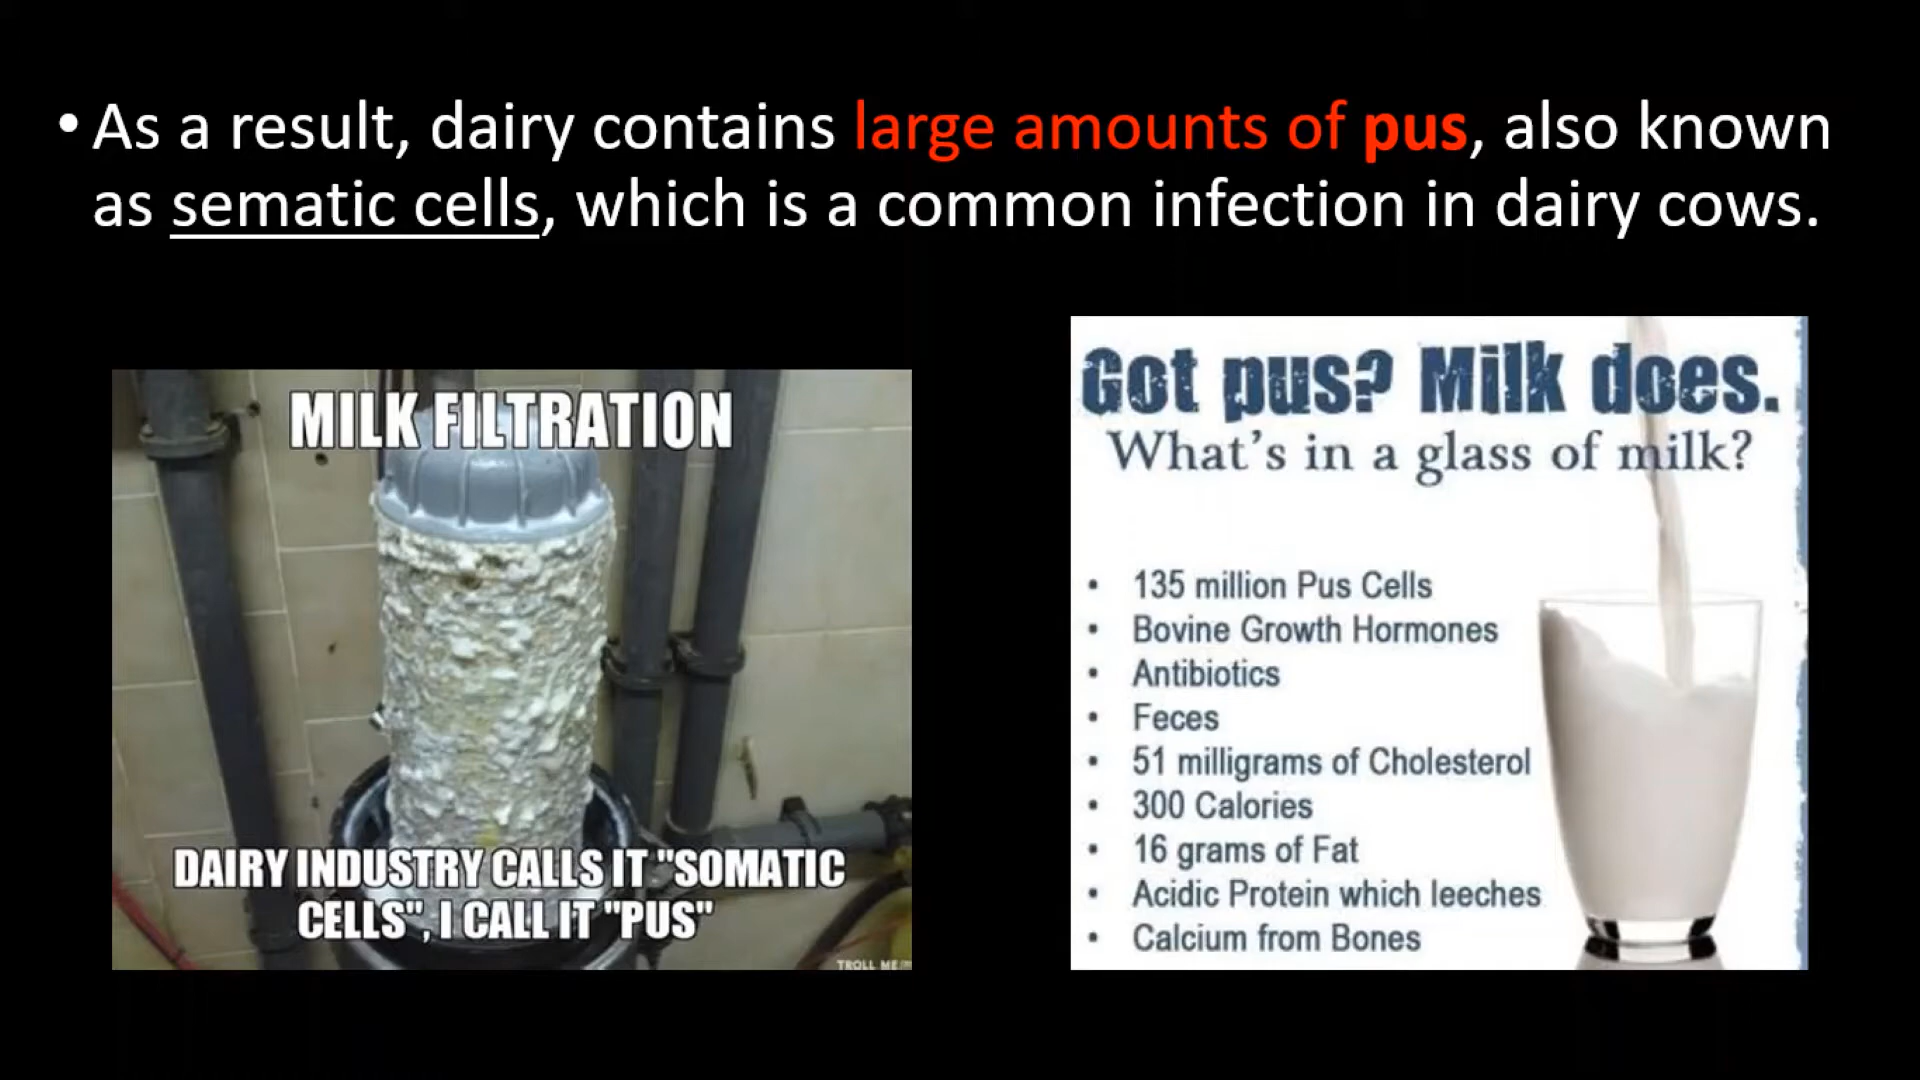 • As a result, dairy contains large amounts of pus, also known
as sematic cells, which is a common infection in dairy cows.
MILK FILTRATION
DAIRY INDUSTRY CALLS IT "SOMATIC
CELLS", I CALL IT "PUS"
TROLL ME
Got pus? Milk does.
What's in a glass of milk?
• 135 million Pus Cells
• Bovine Growth Hormones
• Antibiotics
• Feces
• 51 milligrams of Cholesterol
• 300 Calories
• 16 grams of Fat
• Acidic Protein which leeches
• Calcium from Bones